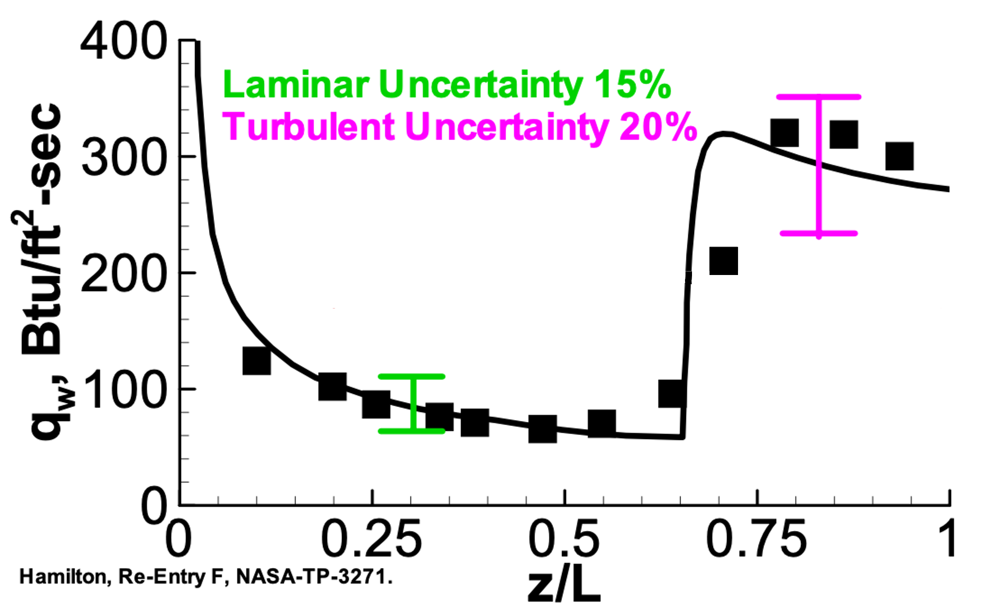 400
Laminar Uncertainty 15%
Turbulent Uncertainty 20%
300
200
100
0
qw, Btu/ft2-sec
0 0.25 0.5 0.75 1
z/L
Hamilton, Re-Entry F, NASA-TP-3271.